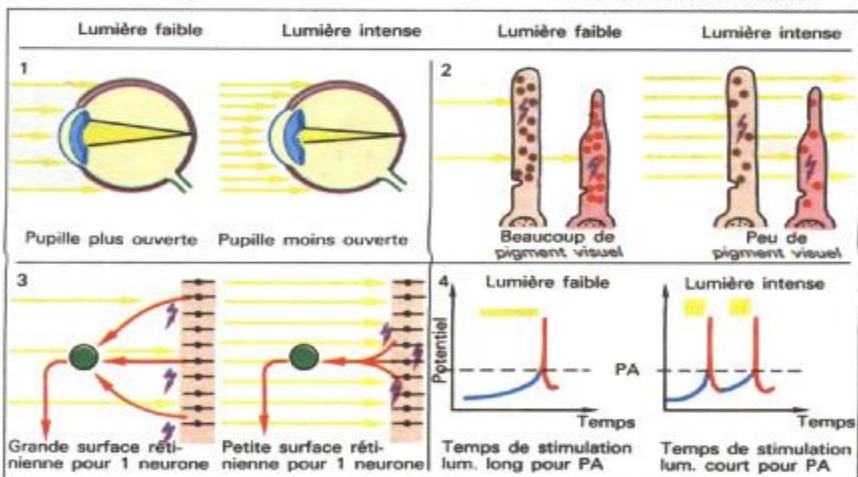 Lumière faible
Lumière intense
Lumière faible
Lumière intense
1
Pupille plus ouverte
Pupille moins ouverte
2
Beaucoup de
pigment visuel
Peu de
pigment visuel
3
Grande surface réti-
nienne pour 1 neurone
Petite surface réti-
nienne pour 1 neurone
4
Lumière faible
Potentiel
PA
Temps
Temps de stimulation
lum. long pour PA
Lumière intense
Temps
Temps de stimulation
lum. court pour PA